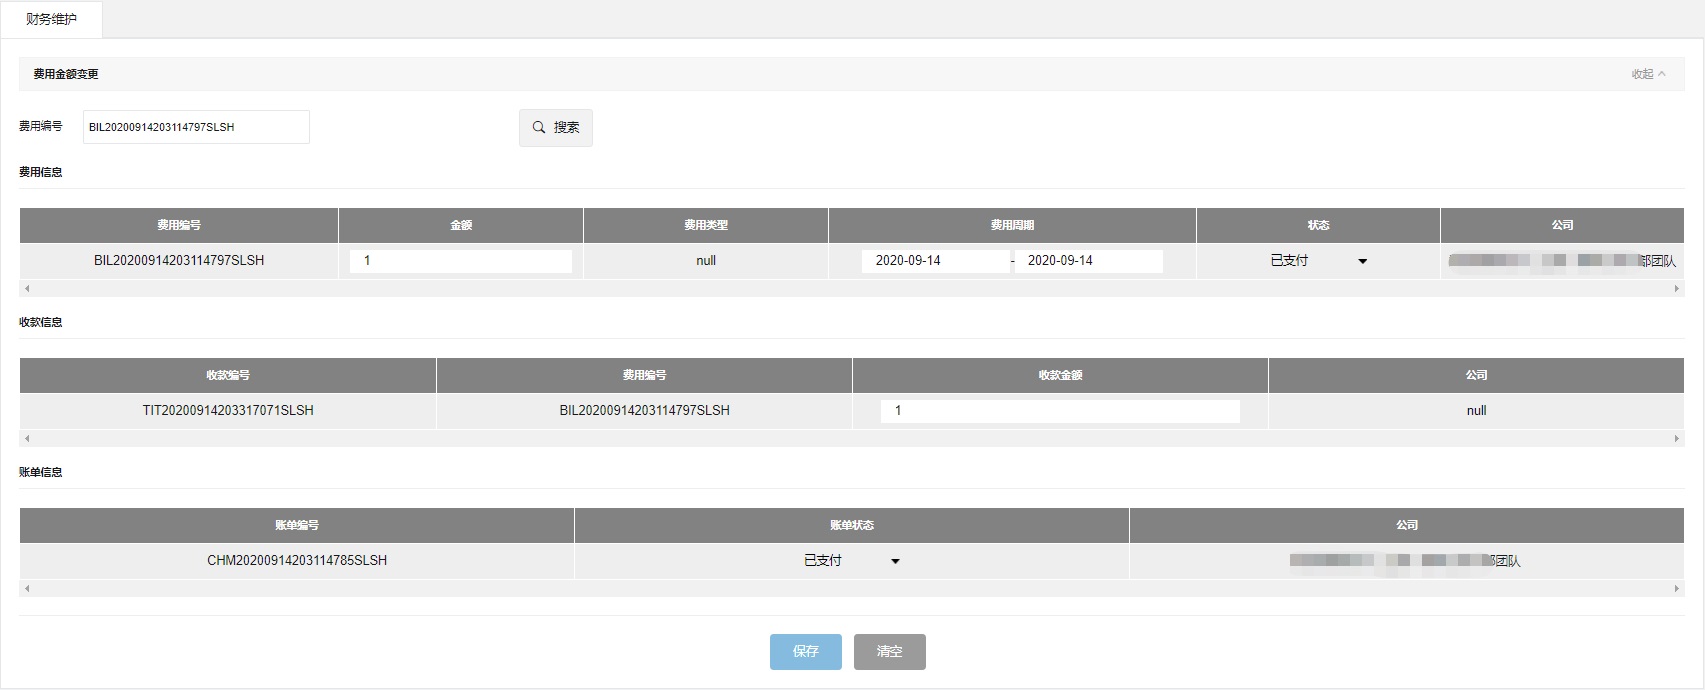 财务维护
费用金额变更 收起
费用编号 BIL20200914203114797SLSH 搜索
费用信息
费用编号 金额 费用类型 费用周期 状态 公司
BIL20200914203114797SLSH 1 null 2020-09-14 - 2020-09-14 已支付 部团队
收款信息
收款编号 费用编号 收款金额 公司
TIT20200914203317071SLSH BIL20200914203114797SLSH 1 null
账单信息
账单编号 账单状态 公司
CHM20200914203114785SLSH 已支付 团队
保存 清空